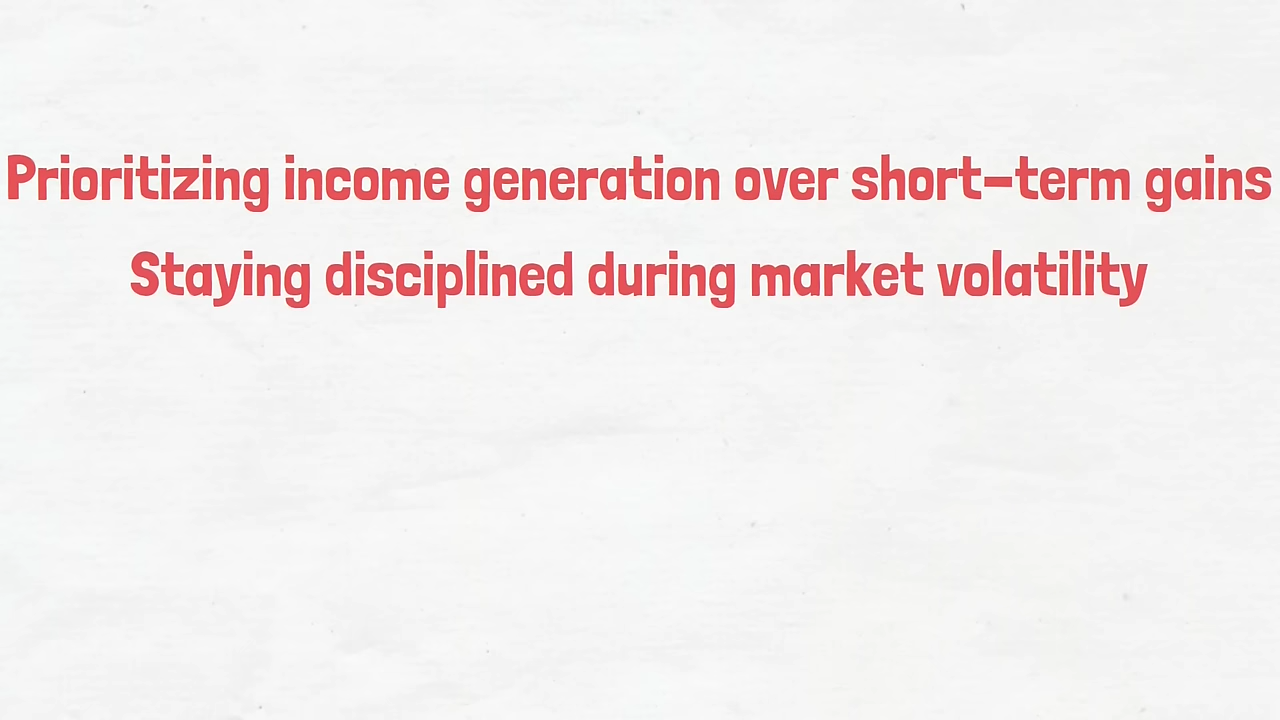 Prioritizing income generation over short-term gains
Staying disciplined during market volatility